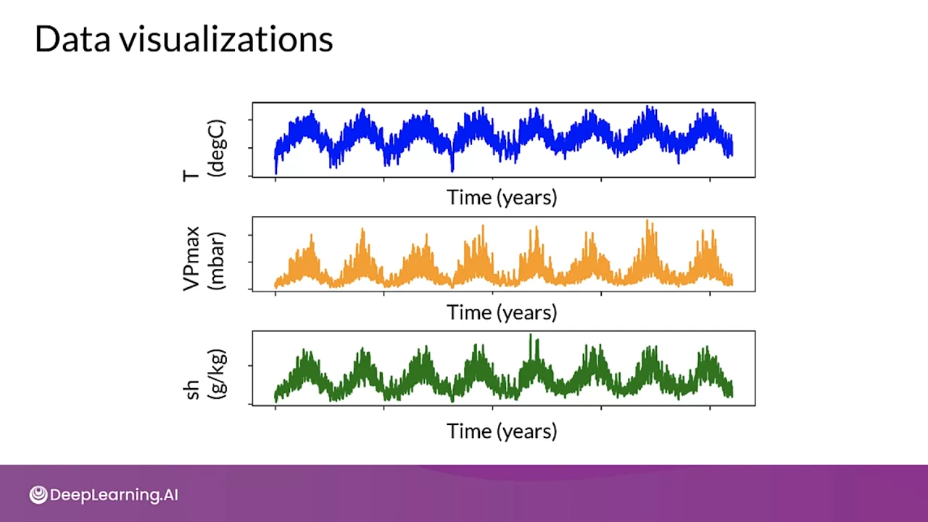 Data visualizations
T
(degC)
Time (years)
VPmax
(mbar)
Time (years)
sh
(g/kg)
Time (years)
DeepLearning.AI